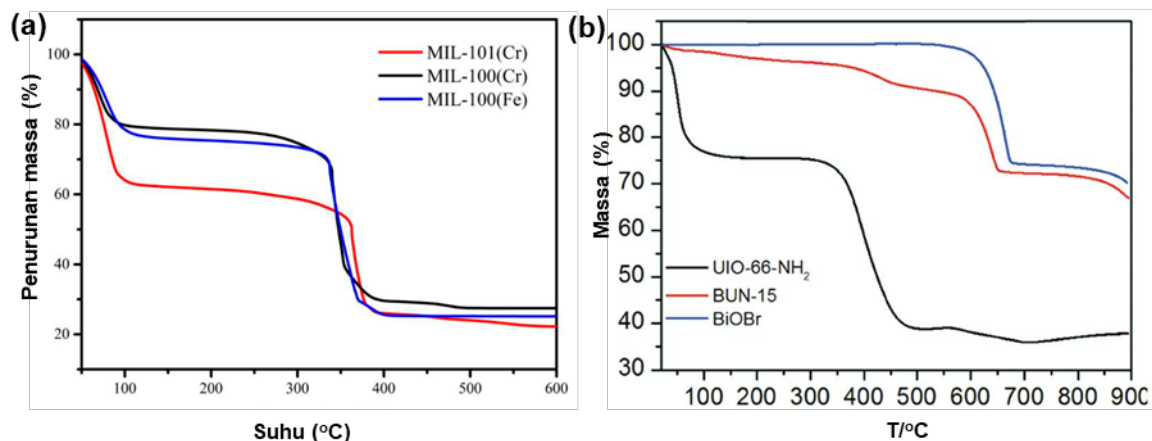 (a)
Penurunan massa (%)
100
80
60
40
20
MIL-101(Cr)
MIL-100(Cr)
MIL-100(Fe)
100
200
300
400
500
600
Suhu (°C)
(b)
Massa (%)
100
90
80
70
60
50
40
30
UIO-66-NH₂
BUN-15
BiOBr
100 200 300 400 500 600 700 800 900
T/°C